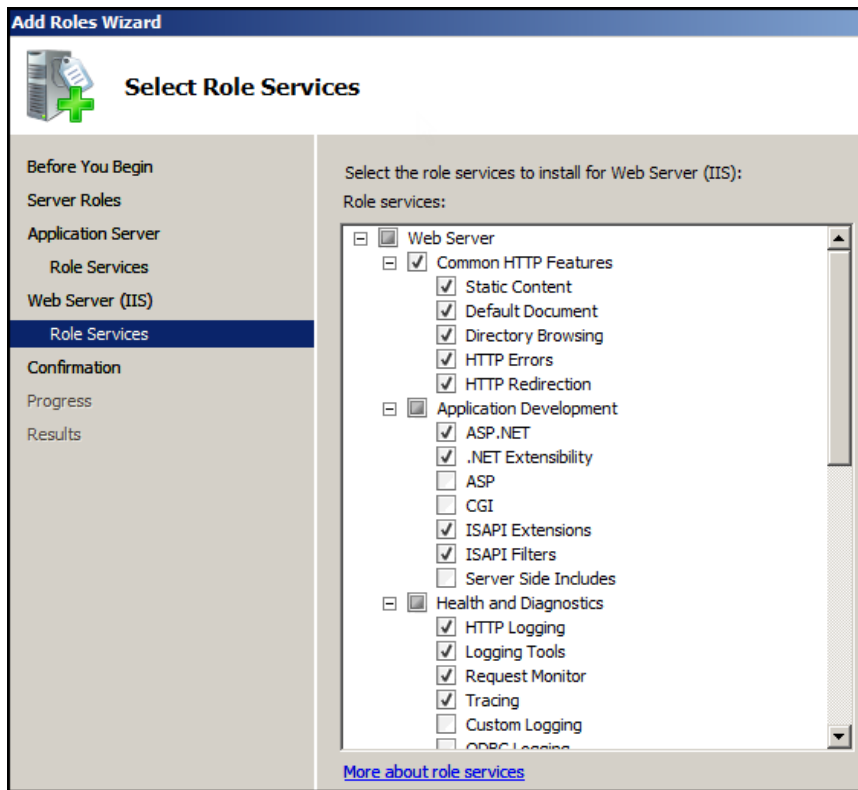 Add Roles Wizard
Select Role Services
Before You Begin
Server Roles
Application Server
Role Services
Web Server (IIS)
Role Services
Confirmation
Progress
Results
Select the role services to install for Web Server (IIS):
Role services:
Web Server
Common HTTP Features
Static Content
Default Document
Directory Browsing
HTTP Errors
HTTP Redirection
Application Development
ASP.NET
.NET Extensibility
ASP
CGI
ISAPI Extensions
ISAPI Filters
Server Side Includes
Health and Diagnostics
HTTP Logging
Logging Tools
Request Monitor
Tracing
Custom Logging
ODBC Logging
More about role services